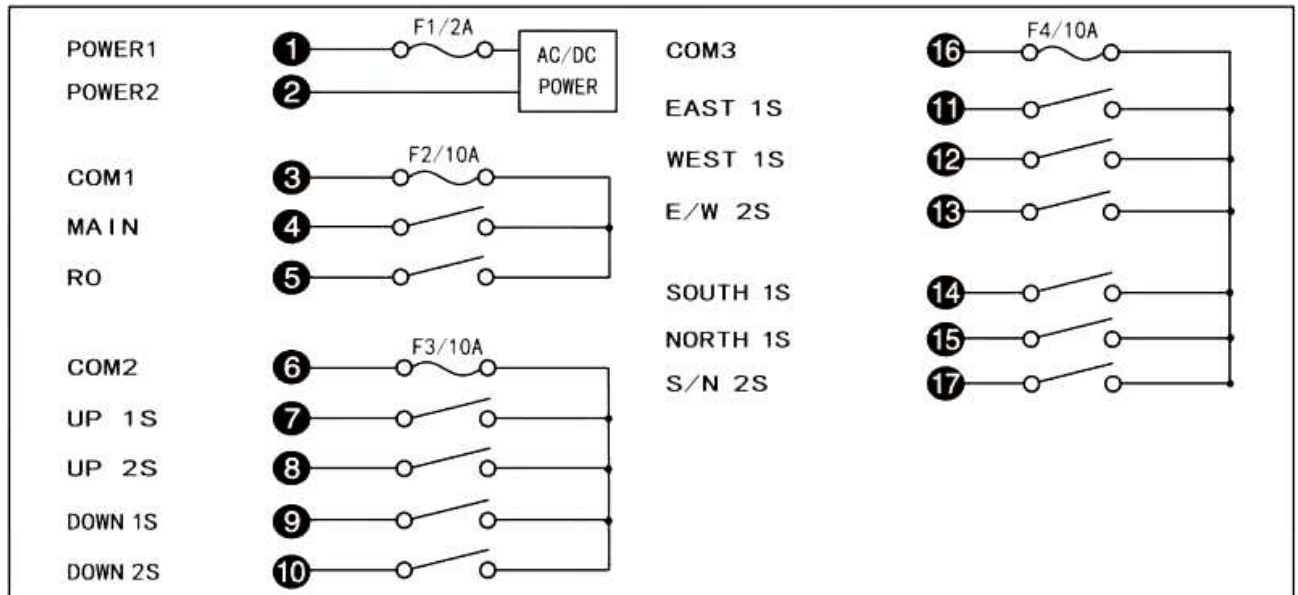 POWER1 1 F1/2A AC/DC
POWER2 2 POWER
COM1 3 F2/10A
MAIN 4
RO 5
COM2 6 F3/10A
UP 1S 7
UP 2S 8
DOWN 1S 9
DOWN 2S 10
COM3 16 F4/10A
EAST 1S 11
WEST 1S 12
E/W 2S 13
SOUTH 1S 14
NORTH 1S 15
S/N 2S 17